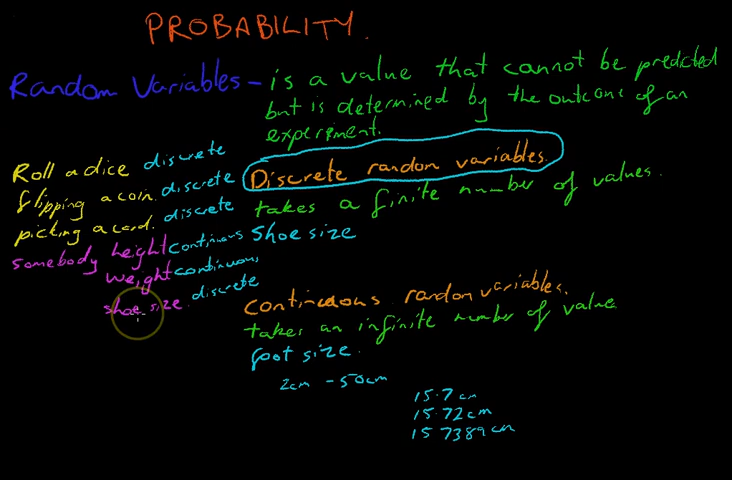 PROBABILITY.
Random Variables – is a value that cannot be predicted
but is determined by the outcome of an
experiment.
Roll a dice discrete
flipping a coin. discrete
picking a card. discrete
somebody height continuous
weight continuous
shoe size. discrete
Discrete random variables.
takes a finite number of values.
Shoe size
Continuous random variables.
takes an infinite number of value
foot size.
2cm - 50cm
15.7 cm
15.72cm
15.7389 cm